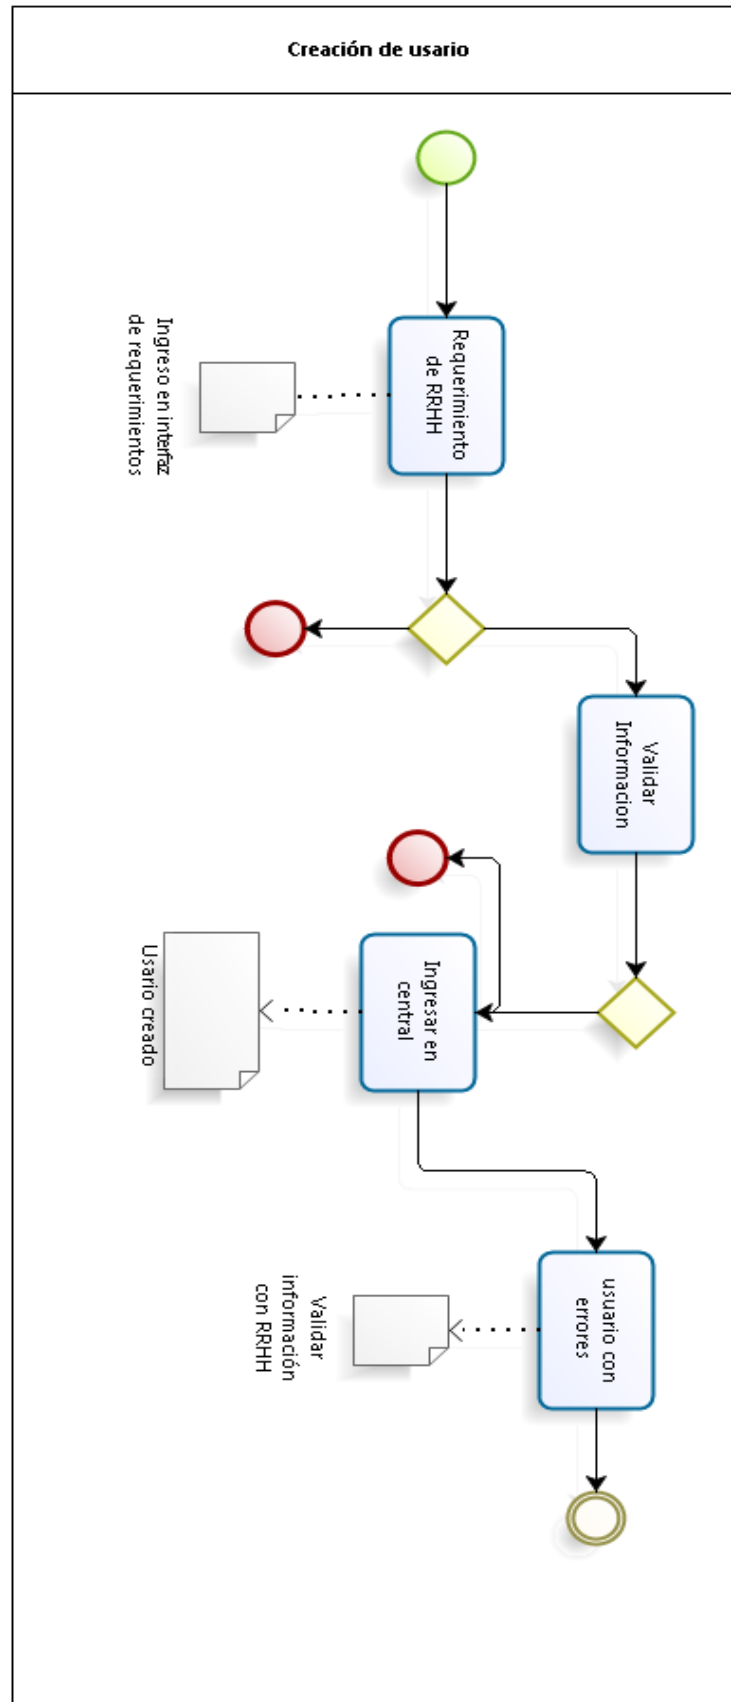 Creación de usario
Requerimiento
de RRHH
Ingreso en interfaz
de requerimientos
Validar
Informacion
Ingresar en
central
Usario creado
usuario con
errores
Validar
información
con RRHH